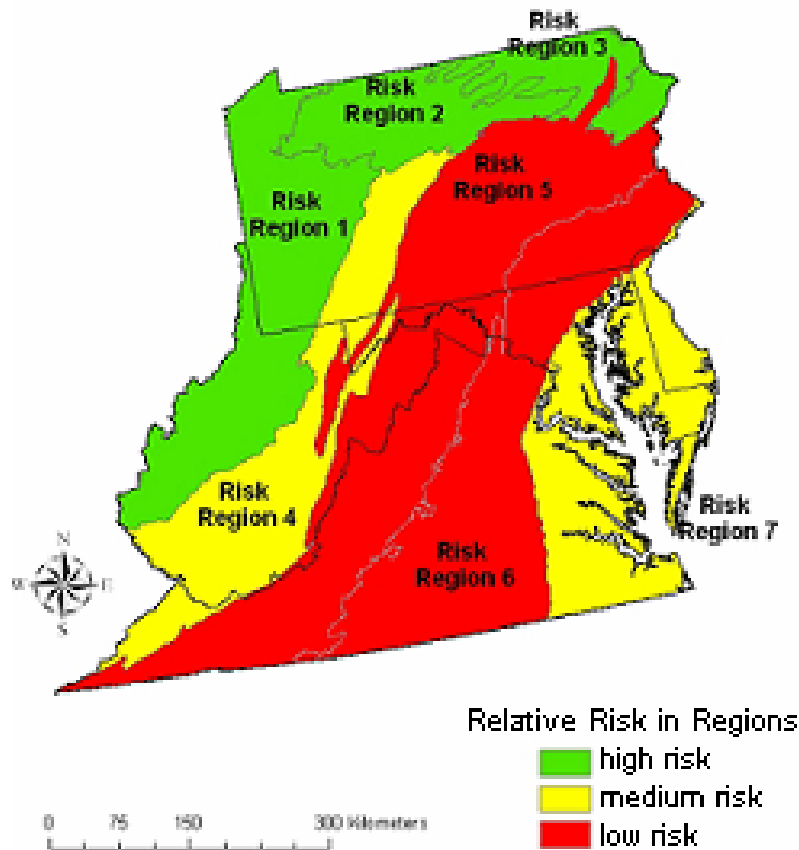 Risk
Region 3
Risk
Region 2
Risk
Region 5
Risk
Region 1
Risk
Region 4
Risk
Region 7
Risk
Region 6
N
W
E
S
Relative Risk in Regions
high risk
medium risk
low risk
0 75 150 300 Kilometers